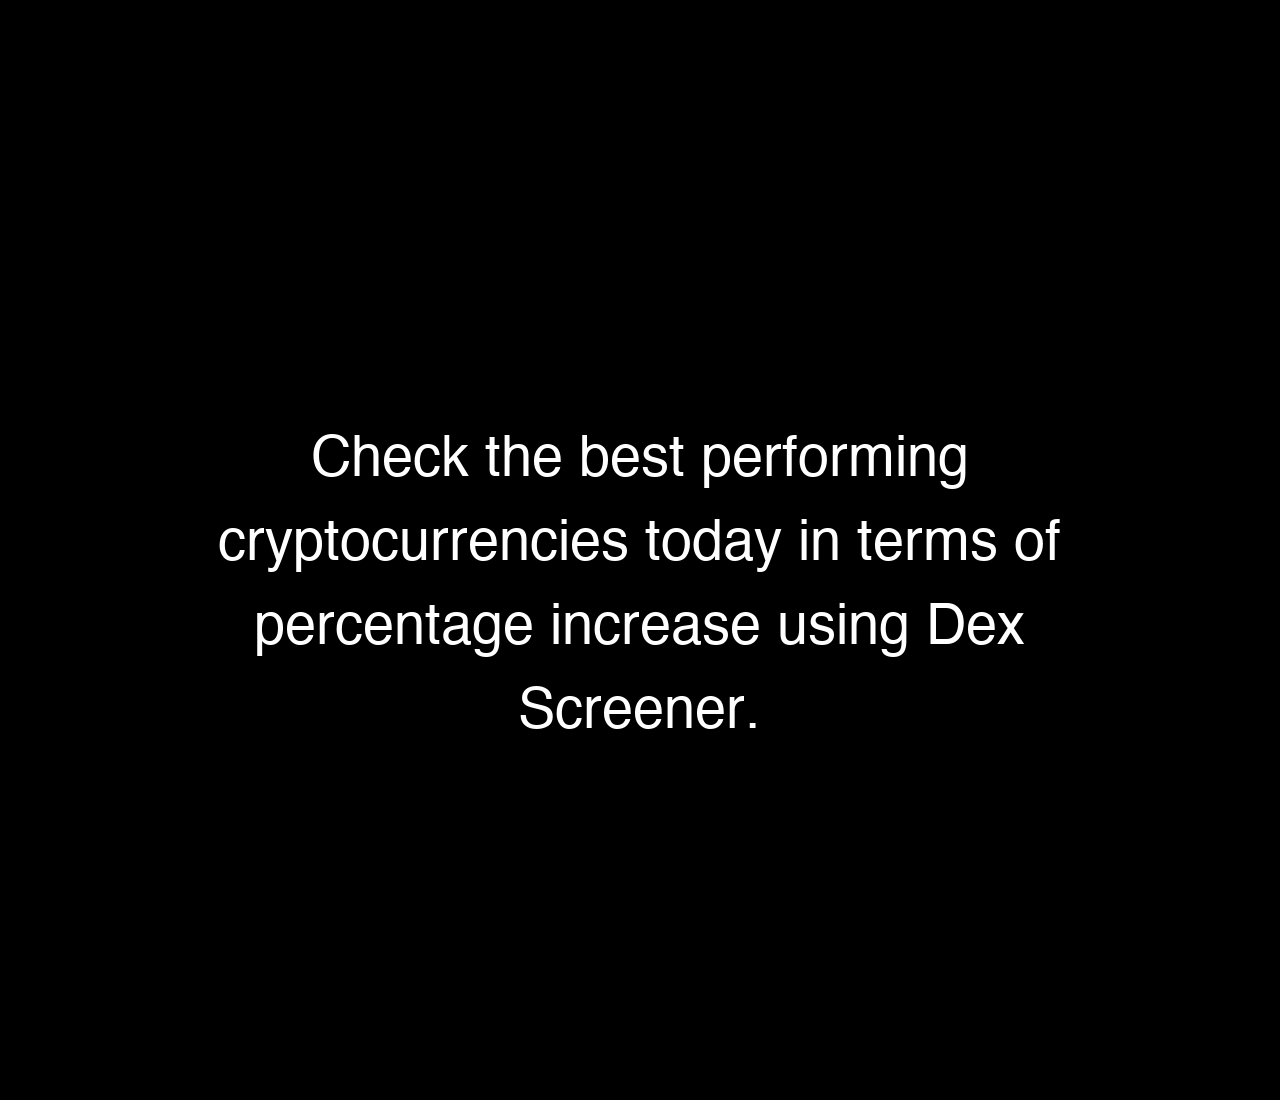 Check the best performing
cryptocurrencies today in terms of
percentage increase using Dex
Screener.